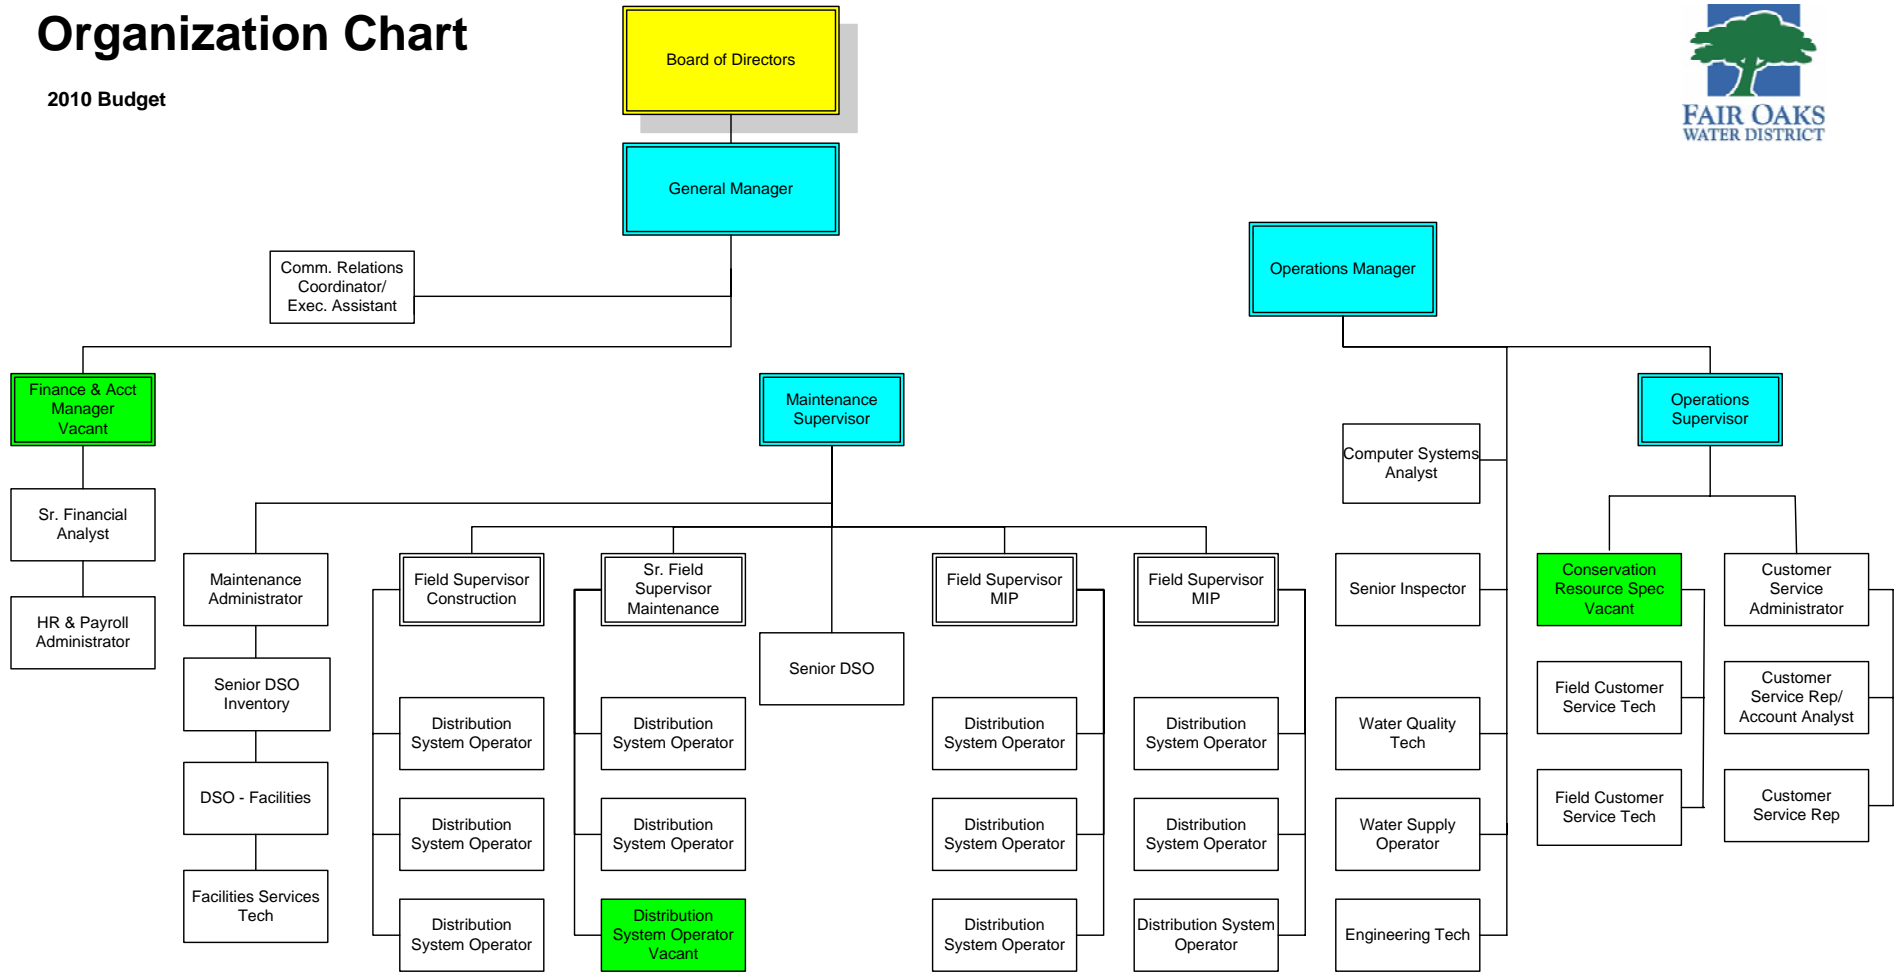 Organization Chart
2010 Budget
Board of Directors
FAIR OAKS
WATER DISTRICT
General Manager
Comm. Relations
Coordinator/
Exec. Assistant
Operations Manager
Finance & Acct
Manager
Vacant
Maintenance
Supervisor
Operations
Supervisor
Computer Systems
Analyst
Sr. Financial
Analyst
HR & Payroll
Administrator
Maintenance
Administrator
Senior DSO
Inventory
DSO - Facilities
Facilities Services
Tech
Field Supervisor
Construction
Distribution
System Operator
Distribution
System Operator
Distribution
System Operator
Sr. Field
Supervisor
Maintenance
Distribution
System Operator
Distribution
System Operator
Distribution
System Operator
Vacant
Senior DSO
Field Supervisor
MIP
Distribution
System Operator
Distribution
System Operator
Distribution
System Operator
Field Supervisor
MIP
Distribution
System Operator
Distribution
System Operator
Distribution System
Operator
Senior Inspector
Water Quality
Tech
Water Supply
Operator
Engineering Tech
Conservation
Resource Spec
Vacant
Field Customer
Service Tech
Field Customer
Service Tech
Customer
Service
Administrator
Customer
Service Rep/
Account Analyst
Customer
Service Rep